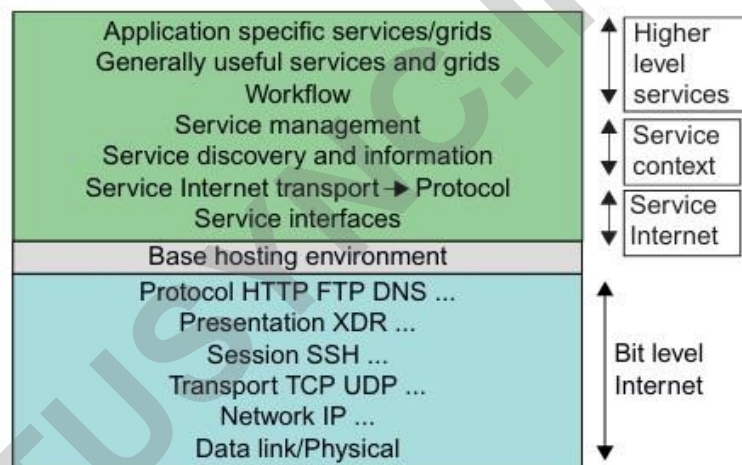 Application specific services/grids
Generally useful services and grids
Workflow
Service management
Service discovery and information
Service Internet transport → Protocol
Service interfaces
Base hosting environment
Protocol HTTP FTP DNS ...
Presentation XDR ...
Session SSH ...
Transport TCP UDP ...
Network IP ...
Data link/Physical
Higher
level
services
Service
context
Service
Internet
Bit level
Internet
TUSYNC.IN